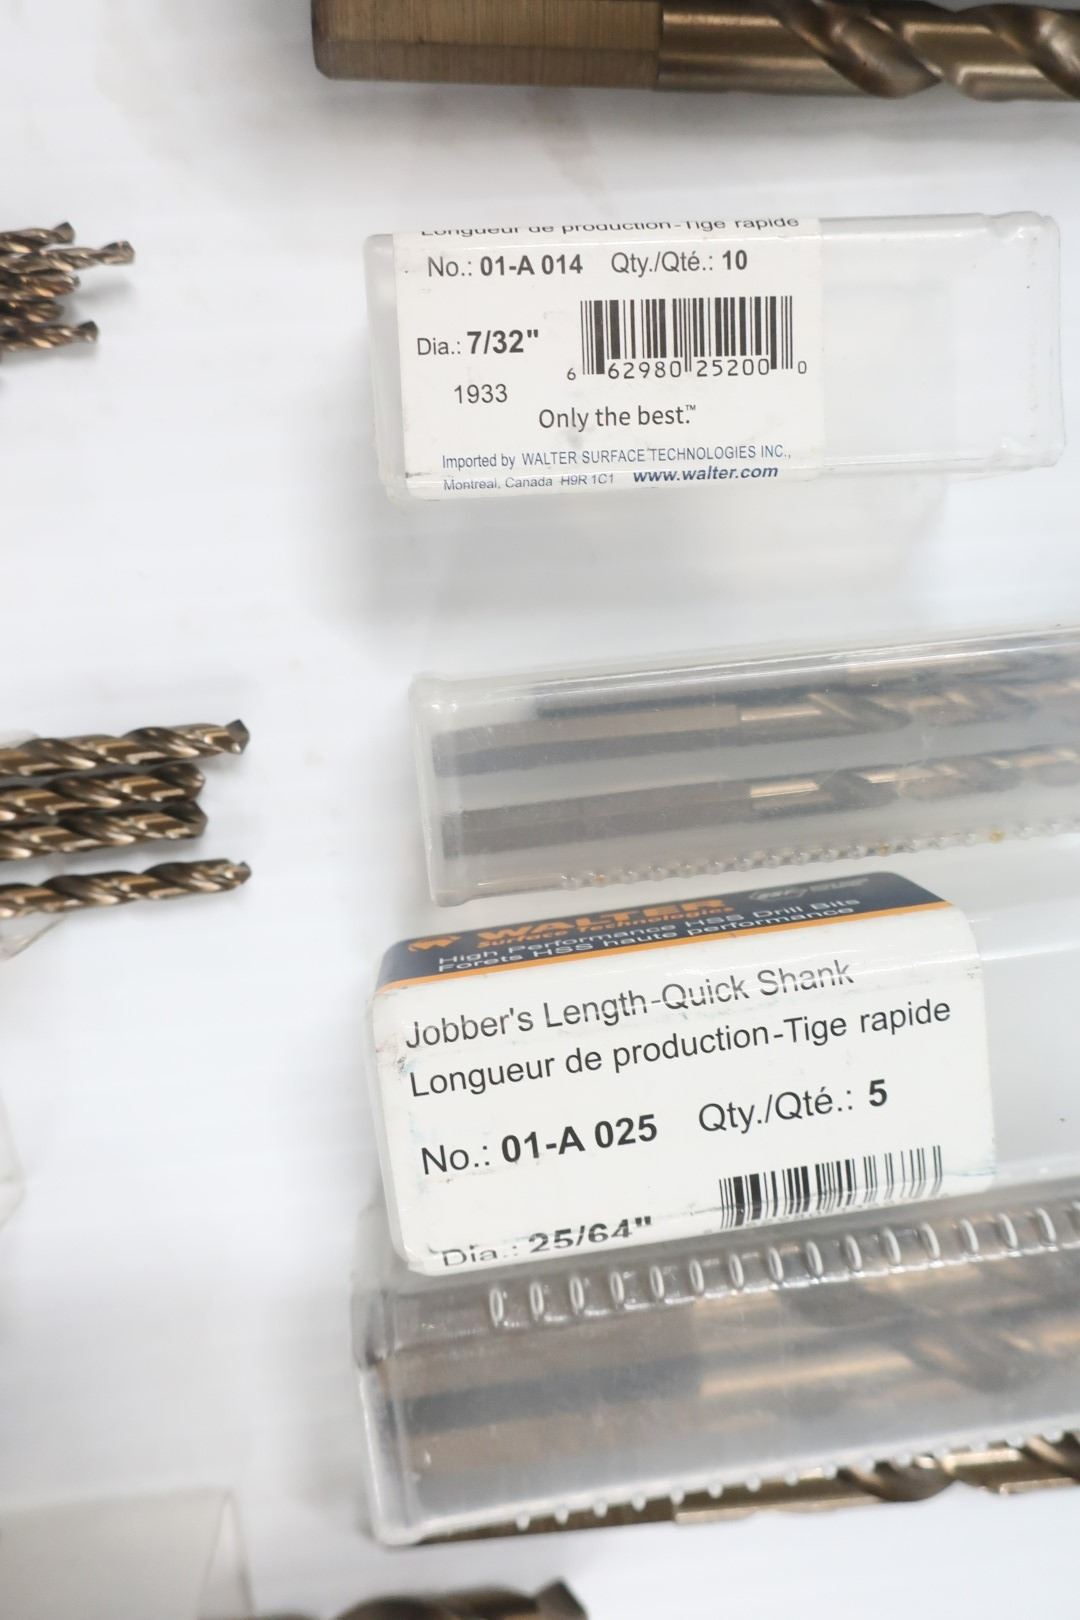 Longueur de production-Tige rapide
No.: 01-A 014 Qty./Qté.: 10
Dia.: 7/32"
6 62980 25200 0
1933
Only the best.™
Imported by WALTER SURFACE TECHNOLOGIES INC.,
Montreal, Canada H9R 1C1 www.walter.com
WALTER
Surface Technologies
High Performance HSS Drill Bits
Forets HSS haute performance
Jobber's Length-Quick Shank
Longueur de production-Tige rapide
No.: 01-A 025 Qty./Qté.: 5
Dia.: 25/64"